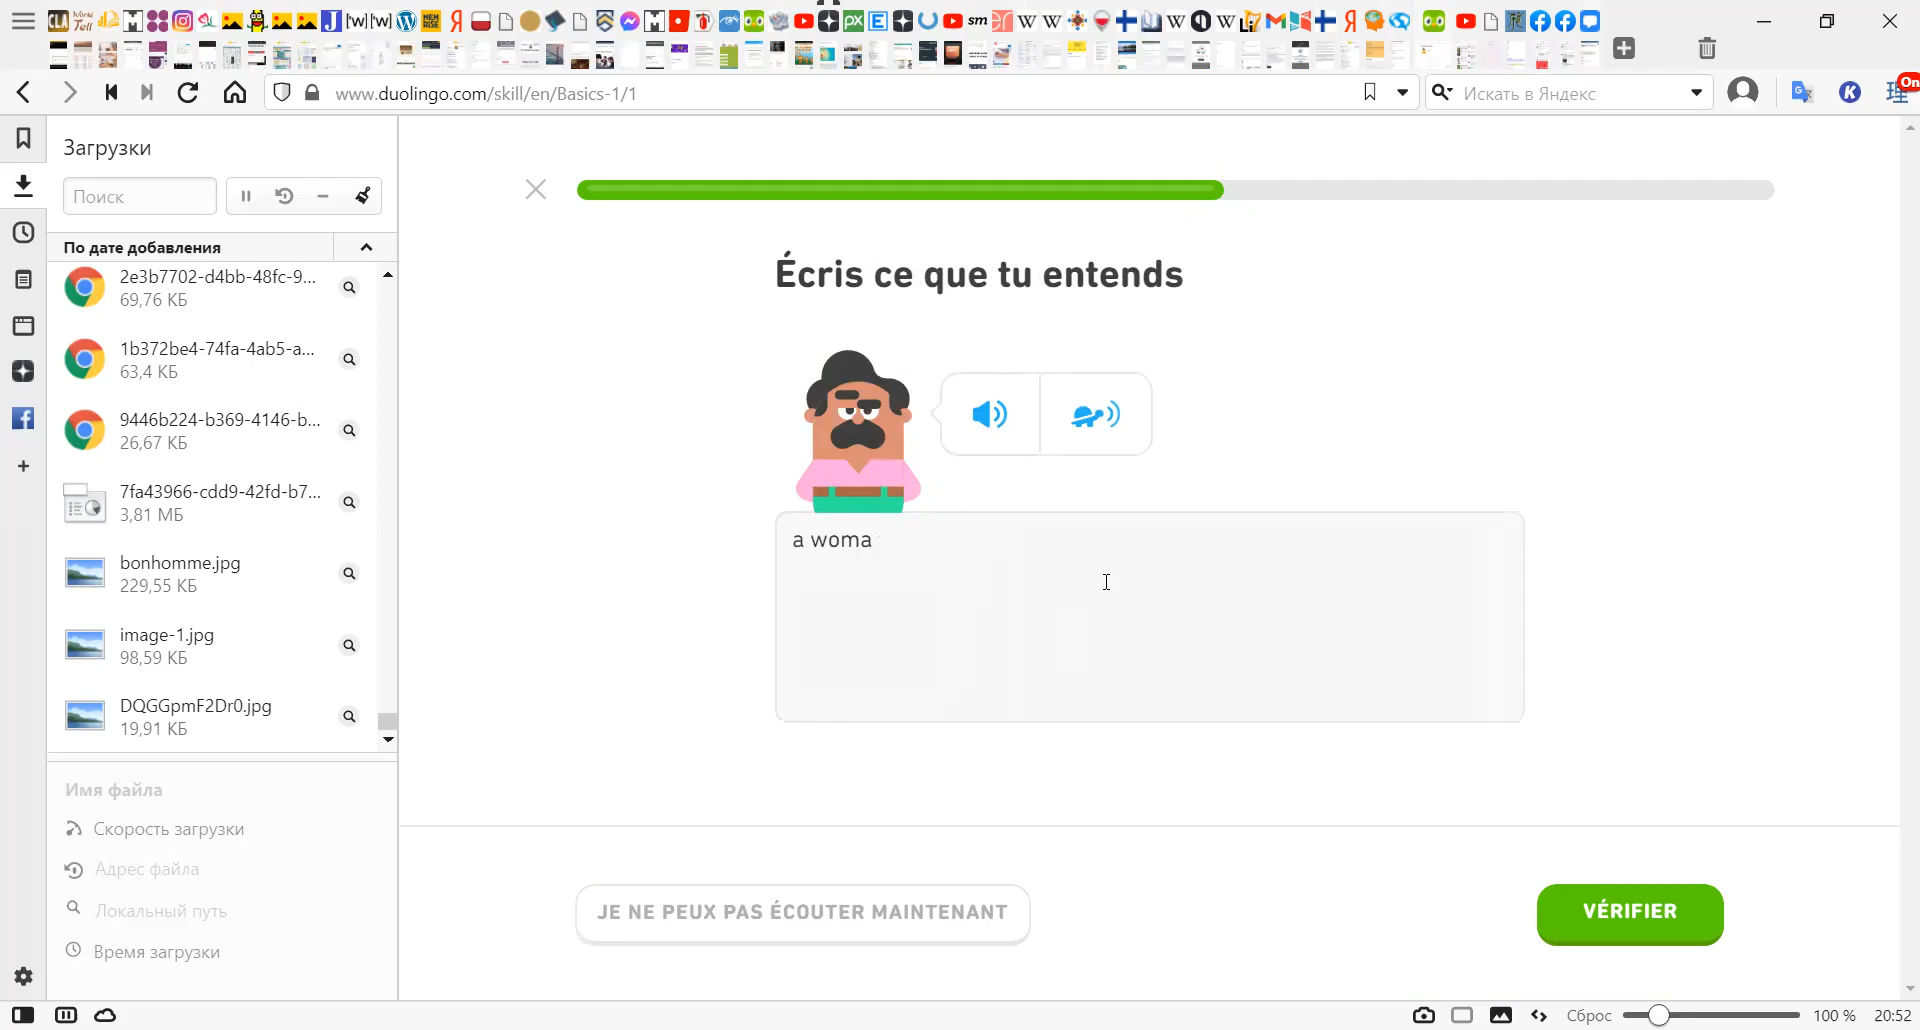 www.duolingo.com/skill/en/Basics-1/1
Искать в Яндекс
On
Загрузки
Поиск
По дате добавления
2e3b7702-d4bb-48fc-9...
69,76 КБ
1b372be4-74fa-4ab5-a...
63,4 КБ
9446b224-b369-4146-b...
26,67 КБ
7fa43966-cdd9-42fd-b7...
3,81 МБ
bonhomme.jpg
229,55 КБ
image-1.jpg
98,59 КБ
DQGGpmF2Dr0.jpg
19,91 КБ
Имя файла
Скорость загрузки
Адрес файла
Локальный путь
Время загрузки
Écris ce que tu entends
a woma
JE NE PEUX PAS ÉCOUTER MAINTENANT
VÉRIFIER
Сброс
100 %
20:52